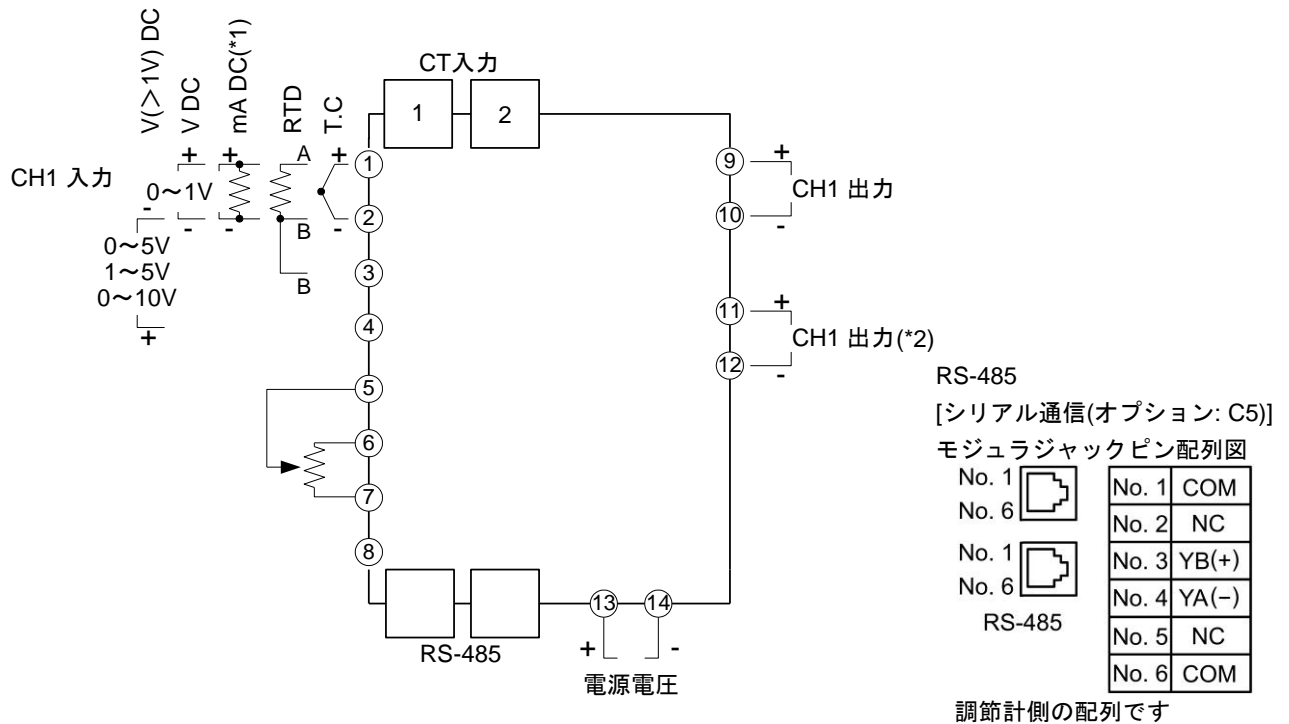 V(>1V) DC
V DC
mA DC(*1)
RTD
T.C
CT入力
1
2
CH1 入力
+
+
A
+
0～1V
-
-
-
B
-
B
0～5V
1～5V
0～10V
+
①
②
③
④
⑤
⑥
⑦
⑧
RS-485
⑨
+
CH1 出力
⑩
-
⑪
+
CH1 出力(*2)
⑫
-
⑬
⑭
+
-
電源電圧
RS-485
[シリアル通信(オプション: C5)]
モジュラジャックピン配列図
No. 1
No. 6
No. 1
No. 6
RS-485
No. 1 COM
No. 2 NC
No. 3 YB(+)
No. 4 YA(−)
No. 5 NC
No. 6 COM
調節計側の配列です